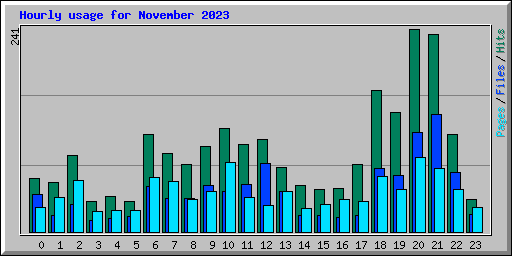 Hourly usage for November 2023
241
Pages / Files / Hits
0 1 2 3 4 5 6 7 8 9 10 11 12 13 14 15 16 17 18 19 20 21 22 23